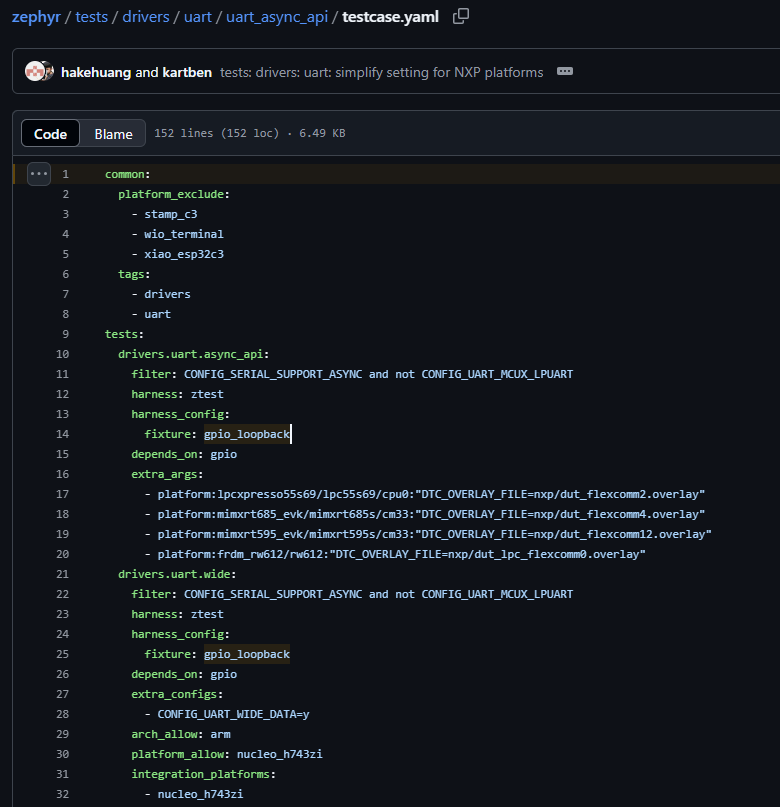 zephyr / tests / drivers / uart / uart_async_api / testcase.yaml
hakehuang and kartben tests: drivers: uart: simplify setting for NXP platforms
Code Blame 152 lines (152 loc) · 6.49 KB
1 common:
2 platform_exclude:
3 - stamp_c3
4 - wio_terminal
5 - xiao_esp32c3
6 tags:
7 - drivers
8 - uart
9 tests:
10 drivers.uart.async_api:
11 filter: CONFIG_SERIAL_SUPPORT_ASYNC and not CONFIG_UART_MCUX_LPUART
12 harness: ztest
13 harness_config:
14 fixture: gpio_loopback
15 depends_on: gpio
16 extra_args:
17 - platform:lpcxpresso55s69/lpc55s69/cpu0:"DTC_OVERLAY_FILE=nxp/dut_flexcomm2.overlay"
18 - platform:mimxrt685_evk/mimxrt685s/cm33:"DTC_OVERLAY_FILE=nxp/dut_flexcomm4.overlay"
19 - platform:mimxrt595_evk/mimxrt595s/cm33:"DTC_OVERLAY_FILE=nxp/dut_flexcomm12.overlay"
20 - platform:frdm_rw612/rw612:"DTC_OVERLAY_FILE=nxp/dut_lpc_flexcomm0.overlay"
21 drivers.uart.wide:
22 filter: CONFIG_SERIAL_SUPPORT_ASYNC and not CONFIG_UART_MCUX_LPUART
23 harness: ztest
24 harness_config:
25 fixture: gpio_loopback
26 depends_on: gpio
27 extra_configs:
28 - CONFIG_UART_WIDE_DATA=y
29 arch_allow: arm
30 platform_allow: nucleo_h743zi
31 integration_platforms:
32 - nucleo_h743zi